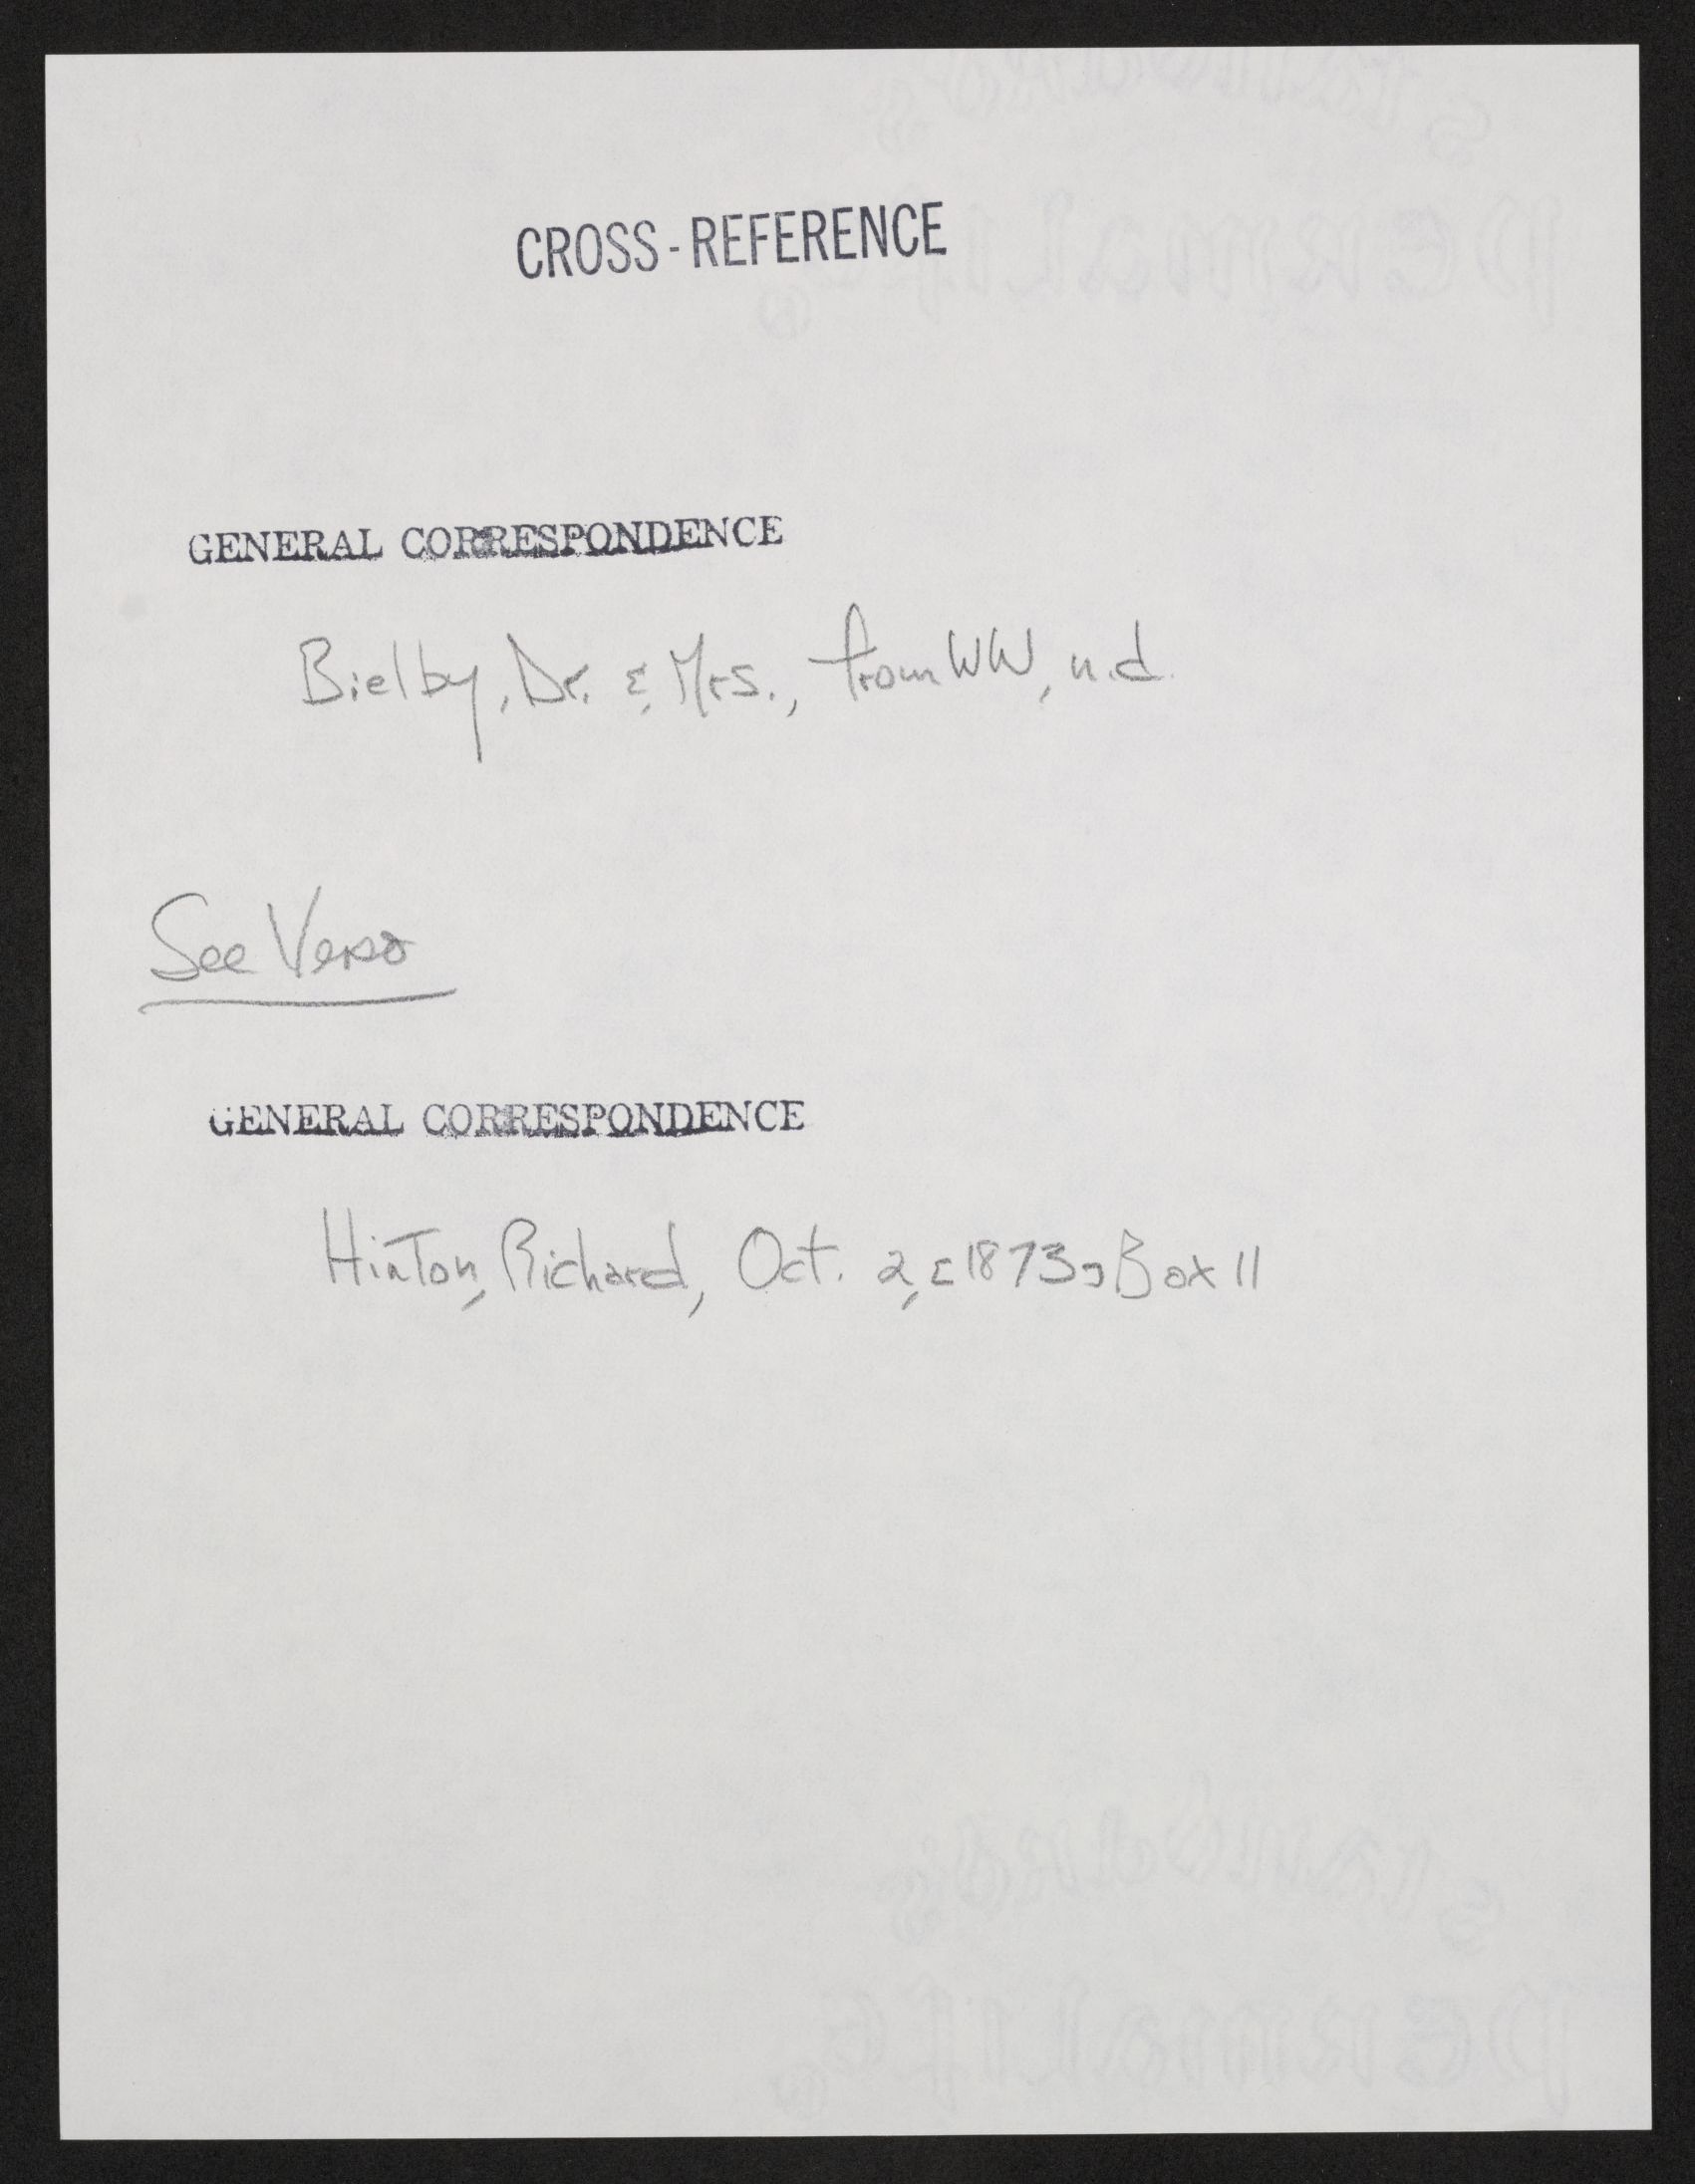 CROSS-REFERENCE
GENERAL CORRESPONDENCE
Bielby, Dr. & Mrs., from WW, n.d.
See Verso
GENERAL CORRESPONDENCE
Hinton, Richard, Oct. 2, [1873], Box 11